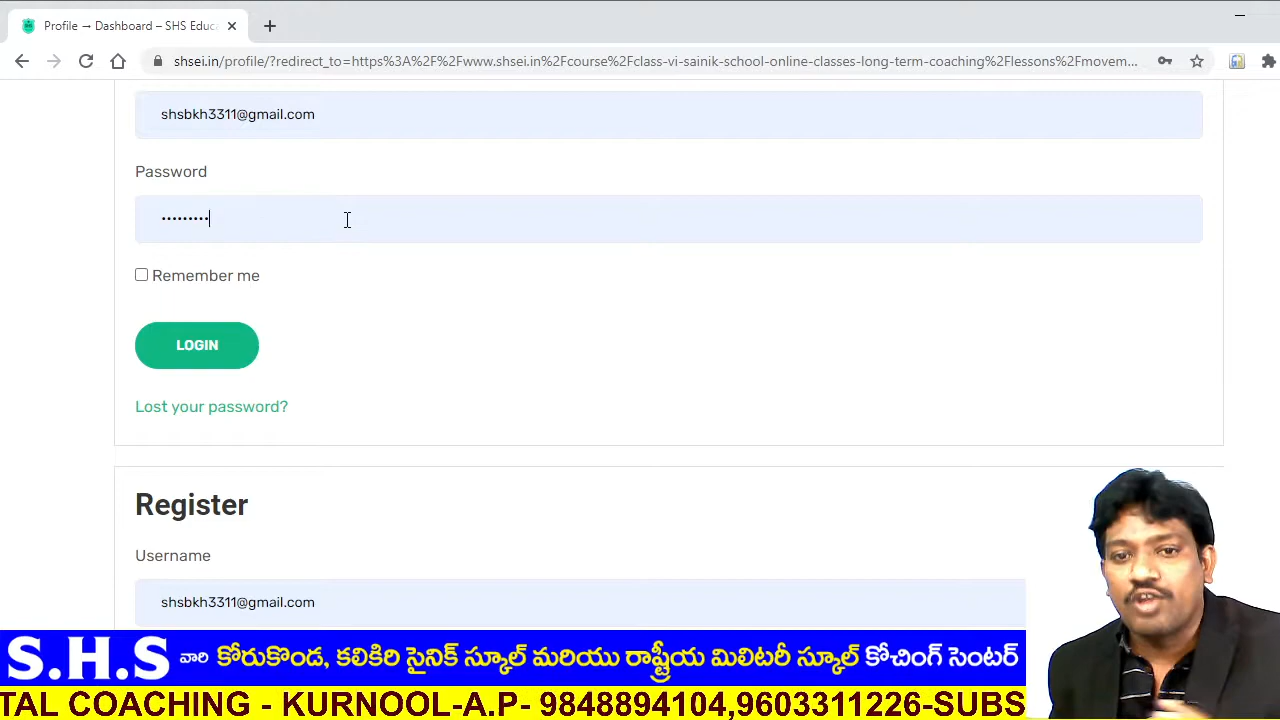 Profile → Dashboard – SHS Educa
shsei.in/profile/?redirect_to=https%3A%2F%2Fwww.shsei.in%2Fcourse%2Fclass-vi-sainik-school-online-classes-long-term-coaching%2Flessons%2Fmovem...
shsbkh3311@gmail.com
Password
•••••••••
Remember me
LOGIN
Lost your password?
Register
Username
shsbkh3311@gmail.com
S.H.S వారి కోరుకొండ, కలికిరి సైనిక్ స్కూల్ మరియు రాష్ట్రీయ మిలిటరీ స్కూల్ కోచింగ్ సెంటర్
TAL COACHING - KURNOOL-A.P- 9848894104,9603311226-SUBS